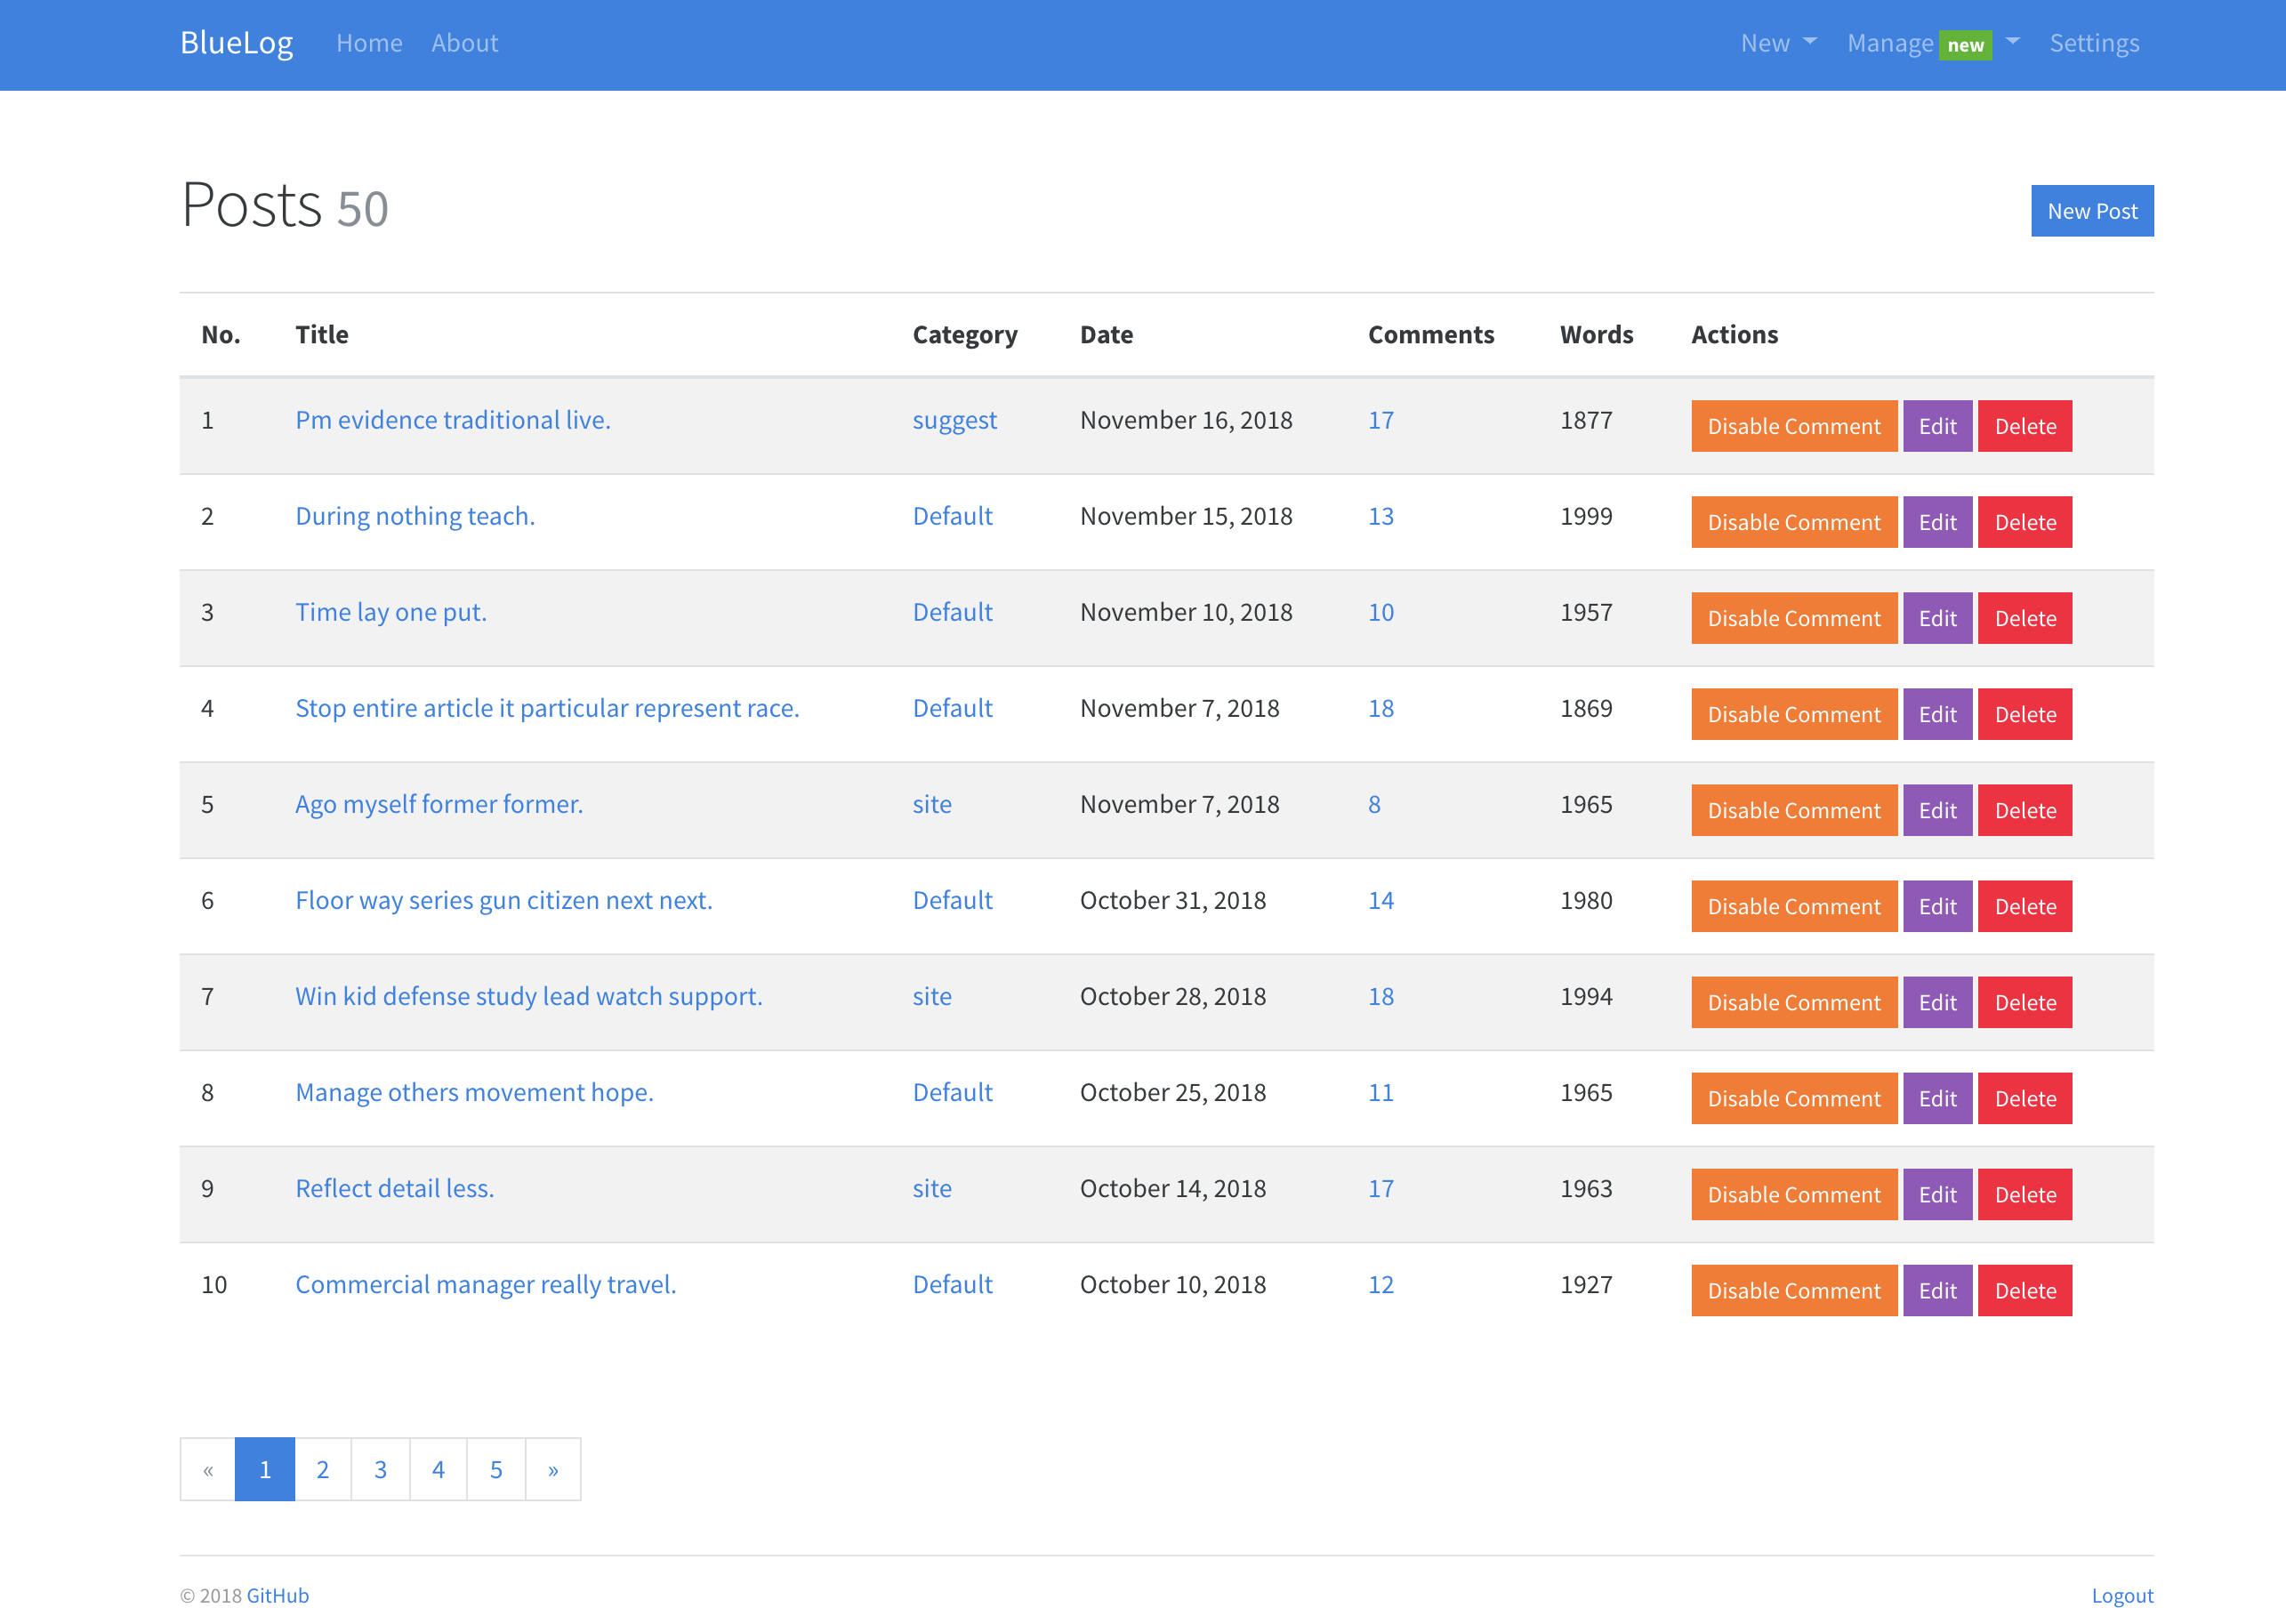 BlueLog Home About New Manage new Settings
Posts 50 New Post
No. Title Category Date Comments Words Actions
1 Pm evidence traditional live. suggest November 16, 2018 17 1877 Disable Comment Edit Delete
2 During nothing teach. Default November 15, 2018 13 1999 Disable Comment Edit Delete
3 Time lay one put. Default November 10, 2018 10 1957 Disable Comment Edit Delete
4 Stop entire article it particular represent race. Default November 7, 2018 18 1869 Disable Comment Edit Delete
5 Ago myself former former. site November 7, 2018 8 1965 Disable Comment Edit Delete
6 Floor way series gun citizen next next. Default October 31, 2018 14 1980 Disable Comment Edit Delete
7 Win kid defense study lead watch support. site October 28, 2018 18 1994 Disable Comment Edit Delete
8 Manage others movement hope. Default October 25, 2018 11 1965 Disable Comment Edit Delete
9 Reflect detail less. site October 14, 2018 17 1963 Disable Comment Edit Delete
10 Commercial manager really travel. Default October 10, 2018 12 1927 Disable Comment Edit Delete
« 1 2 3 4 5 »
© 2018 GitHub Logout